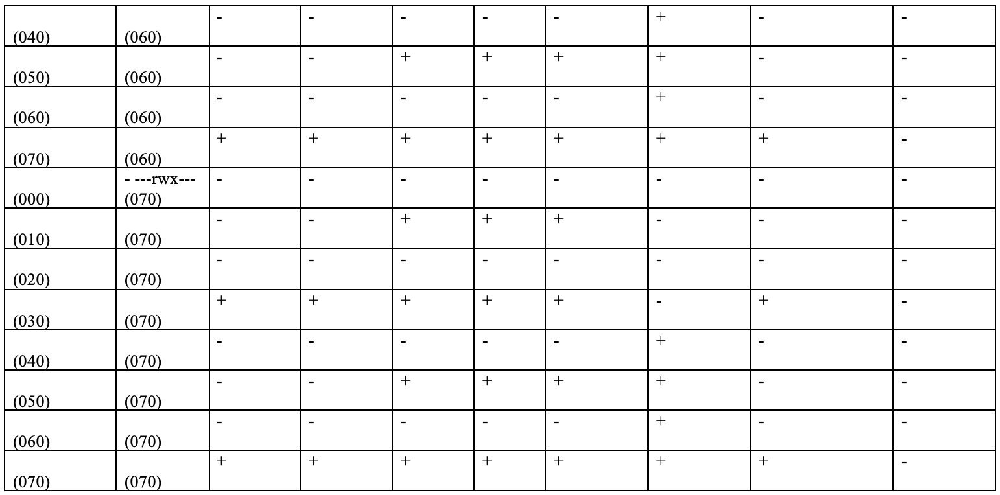 - - - - - + - -
(040) (060)
- - + + + + - -
(050) (060)
- - - - - + - -
(060) (060)
+ + + + + + + -
(070) (060)
- ---rwx--- - - - - - - - -
(000) (070)
- - + + + - - -
(010) (070)
- - - - - - - -
(020) (070)
+ + + + + - + -
(030) (070)
- - - - - + - -
(040) (070)
- - + + + + - -
(050) (070)
- - - - - + - -
(060) (070)
+ + + + + + + -
(070) (070)